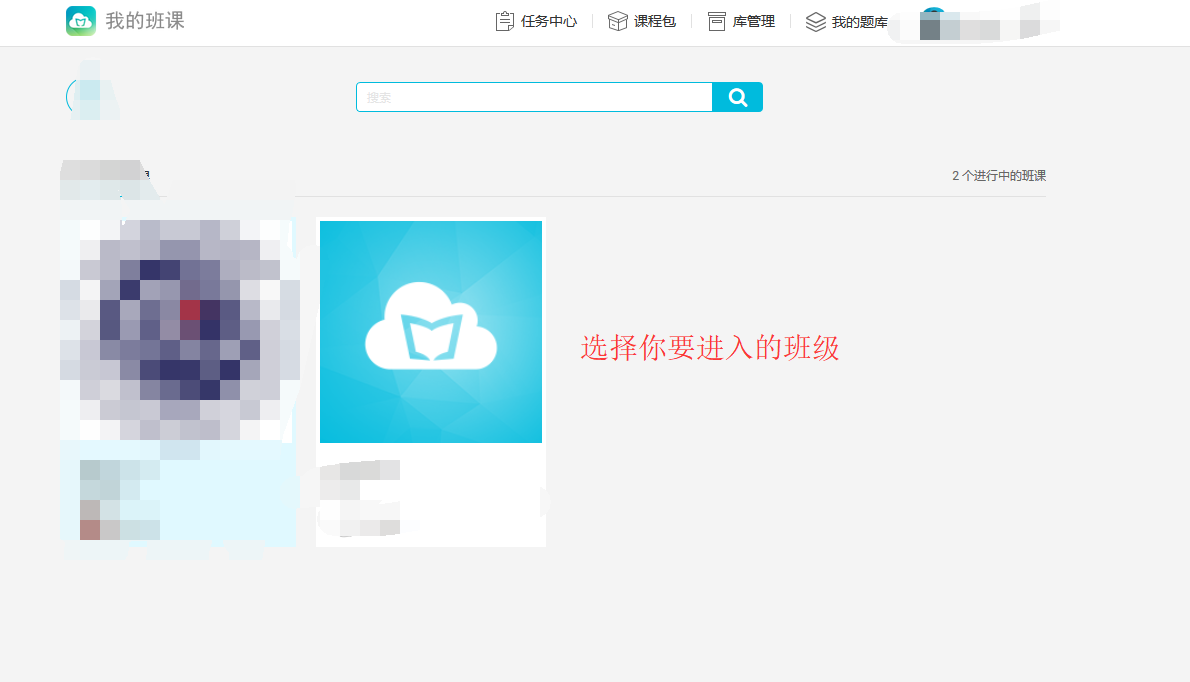 我的班课
任务中心
课程包
库管理
我的题库
搜索
2 个进行中的班课
选择你要进入的班级